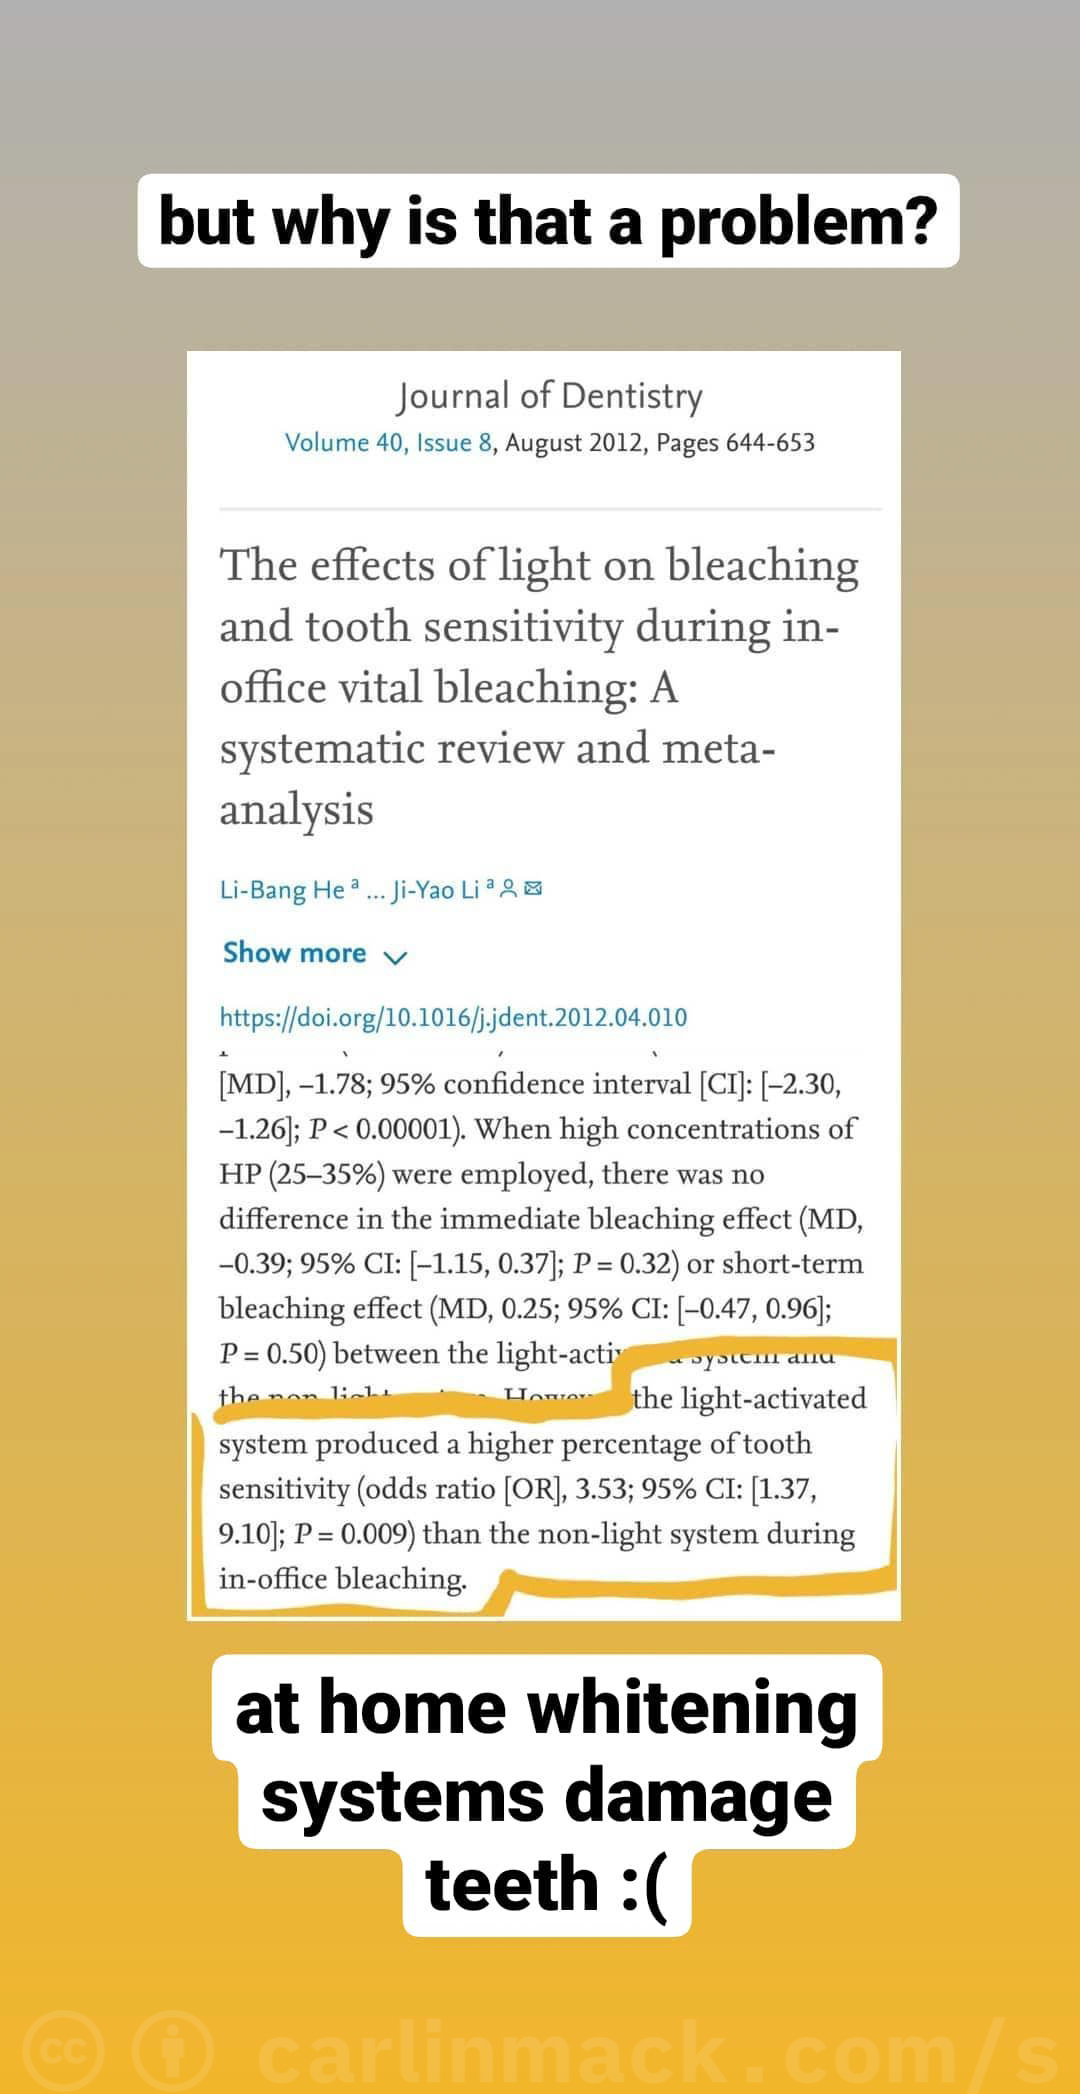 but why is that a problem?
Journal of Dentistry
Volume 40, Issue 8, August 2012, Pages 644-653
The effects of light on bleaching
and tooth sensitivity during in-
office vital bleaching: A
systematic review and meta-
analysis
Li-Bang He a ... Ji-Yao Li a
Show more
https://doi.org/10.1016/j.jdent.2012.04.010
[MD], −1.78; 95% confidence interval [CI]: [−2.30,
−1.26]; P < 0.00001). When high concentrations of
HP (25–35%) were employed, there was no
difference in the immediate bleaching effect (MD,
−0.39; 95% CI: [−1.15, 0.37]; P = 0.32) or short-term
bleaching effect (MD, 0.25; 95% CI: [−0.47, 0.96];
P = 0.50) between the system and
the the light-activated
system produced a higher percentage of tooth
sensitivity (odds ratio [OR], 3.53; 95% CI: [1.37,
9.10]; P = 0.009) than the non-light system during
in-office bleaching.
at home whitening
systems damage
teeth :(
cc carlinmack.com/s